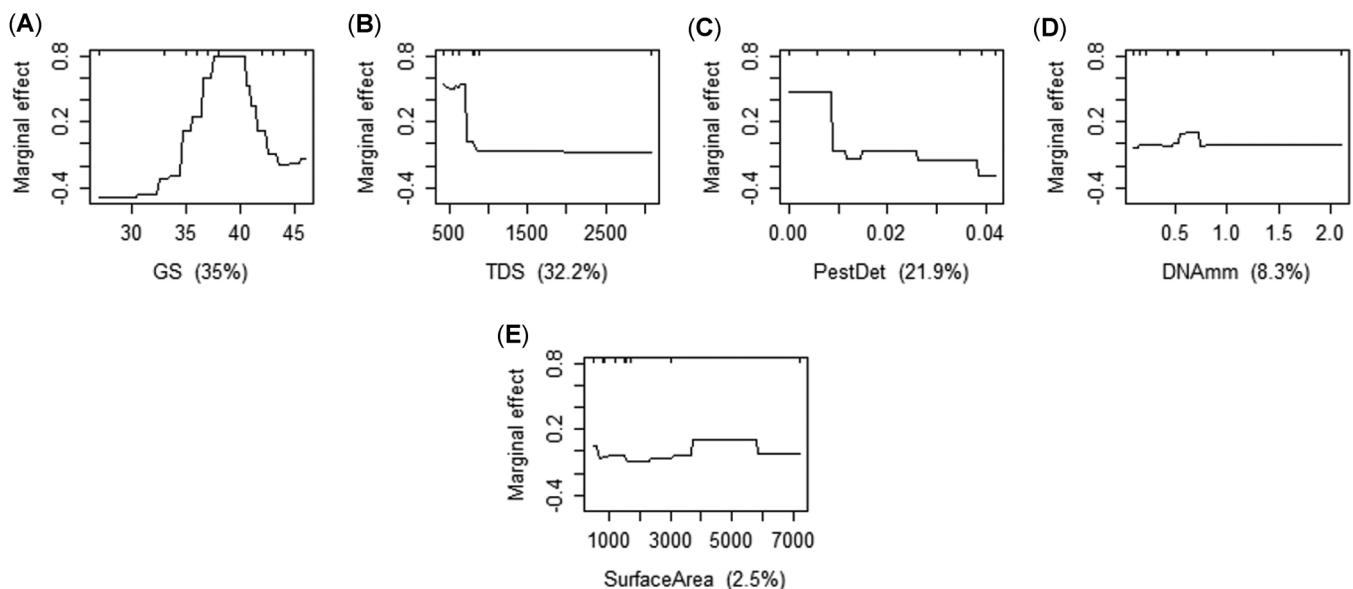 (A)
0.8
0.2
-0.4
Marginal effect
30 35 40 45
GS (35%)
(B)
0.8
0.2
-0.4
Marginal effect
500 1500 2500
TDS (32.2%)
(C)
0.8
0.2
-0.4
Marginal effect
0.00 0.02 0.04
PestDet (21.9%)
(D)
0.8
0.2
-0.4
Marginal effect
0.5 1.0 1.5 2.0
DNAmm (8.3%)
(E)
0.8
0.2
-0.4
Marginal effect
1000 3000 5000 7000
SurfaceArea (2.5%)